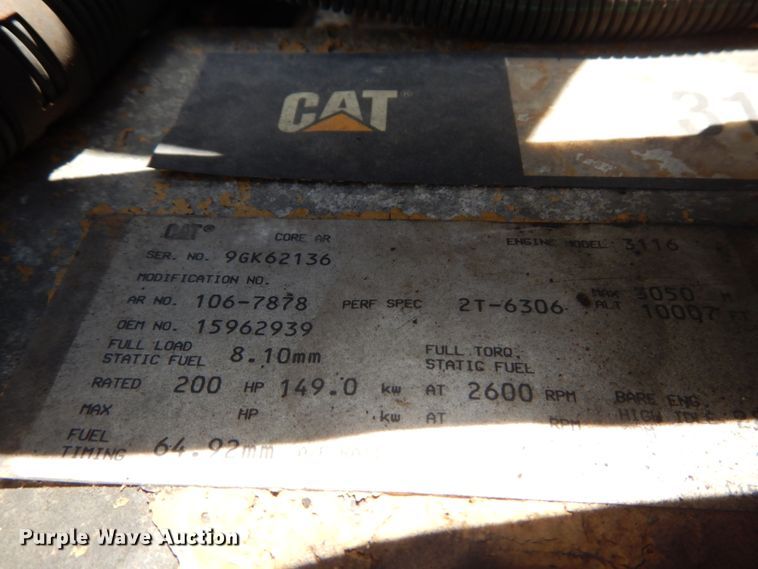 CAT®
31
CAT® CORE AR ENGINE MODEL: 3116
SER. NO. 9GK62136
MODIFICATION NO.
AR NO. 106-7878 PERF SPEC 2T-6306 MAX ALT 3050 M 10007 FT
OEM NO. 15962939
FULL LOAD STATIC FUEL 8.10mm FULL TORQ. STATIC FUEL
RATED 200 HP 149.0 kw AT 2600 RPM BARE ENG.
MAX HP kw AT RPM HIGH IDLE
FUEL TIMING 64.92mm
Purple Wave Auction